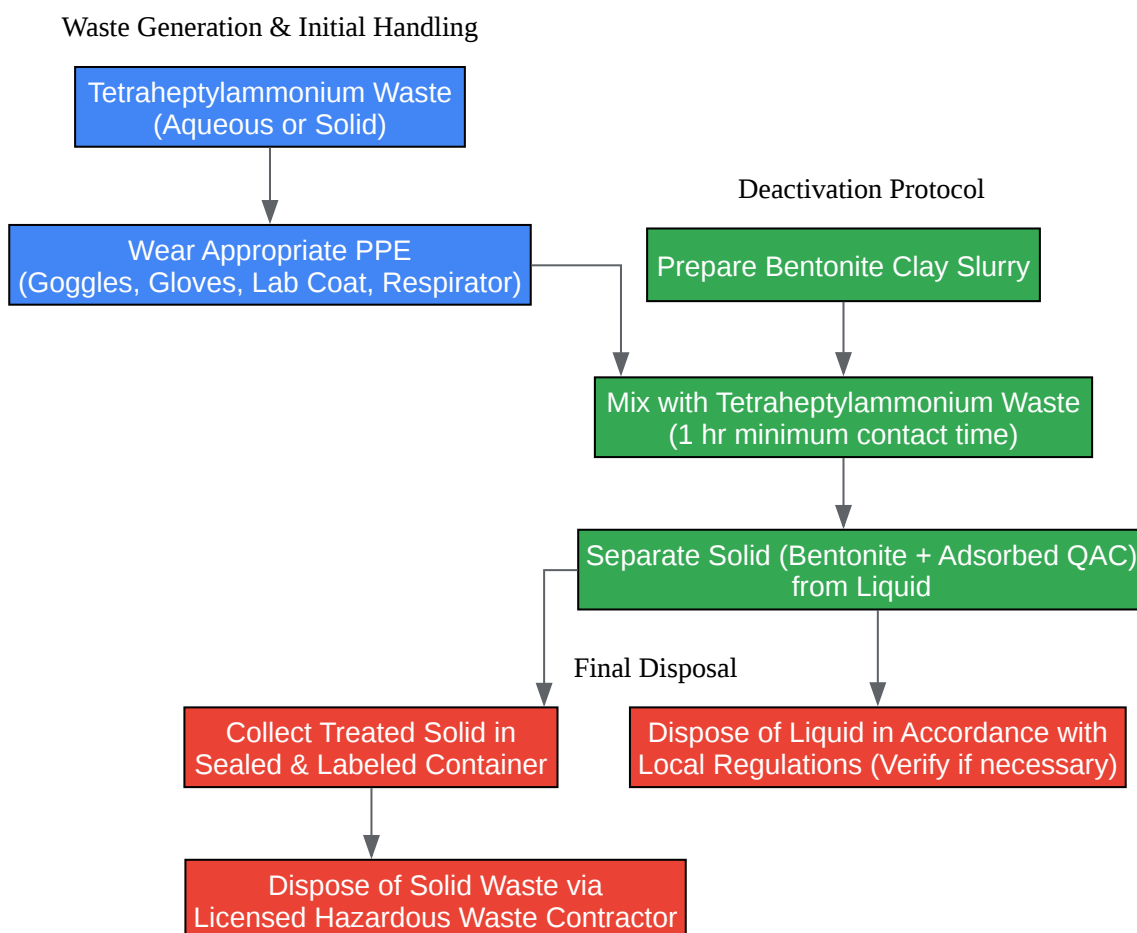 Waste Generation & Initial Handling
Tetraheptylammonium Waste
(Aqueous or Solid)
Wear Appropriate PPE
(Goggles, Gloves, Lab Coat, Respirator)
Deactivation Protocol
Prepare Bentonite Clay Slurry
Mix with Tetraheptylammonium Waste
(1 hr minimum contact time)
Separate Solid (Bentonite + Adsorbed QAC)
from Liquid
Final Disposal
Collect Treated Solid in
Sealed & Labeled Container
Dispose of Liquid in Accordance with
Local Regulations (Verify if necessary)
Dispose of Solid Waste via
Licensed Hazardous Waste Contractor